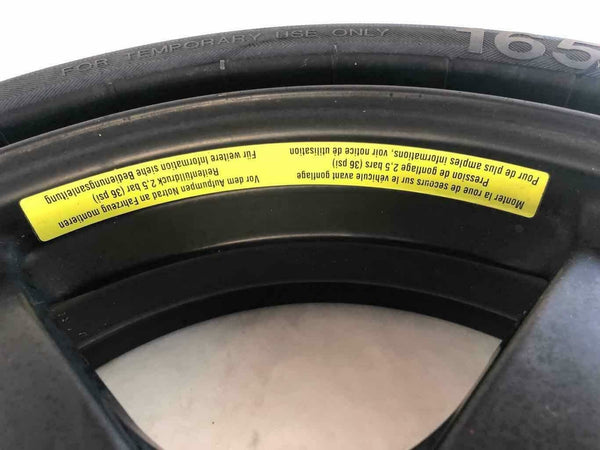 FOR TEMPORARY USE ONLY
165
Monter la roue de secours sur le véhicule avant gonflage
Pression de gonflage 2,5 bars (36 psi)
Pour de plus amples informations, voir notice de utilisation
Vor dem Aufpumpen Notrad an Fahrzeug montieren
Reifenfülldruck 2,5 bar (36 psi)
Für weitere Information siehe Bedienungsanleitung